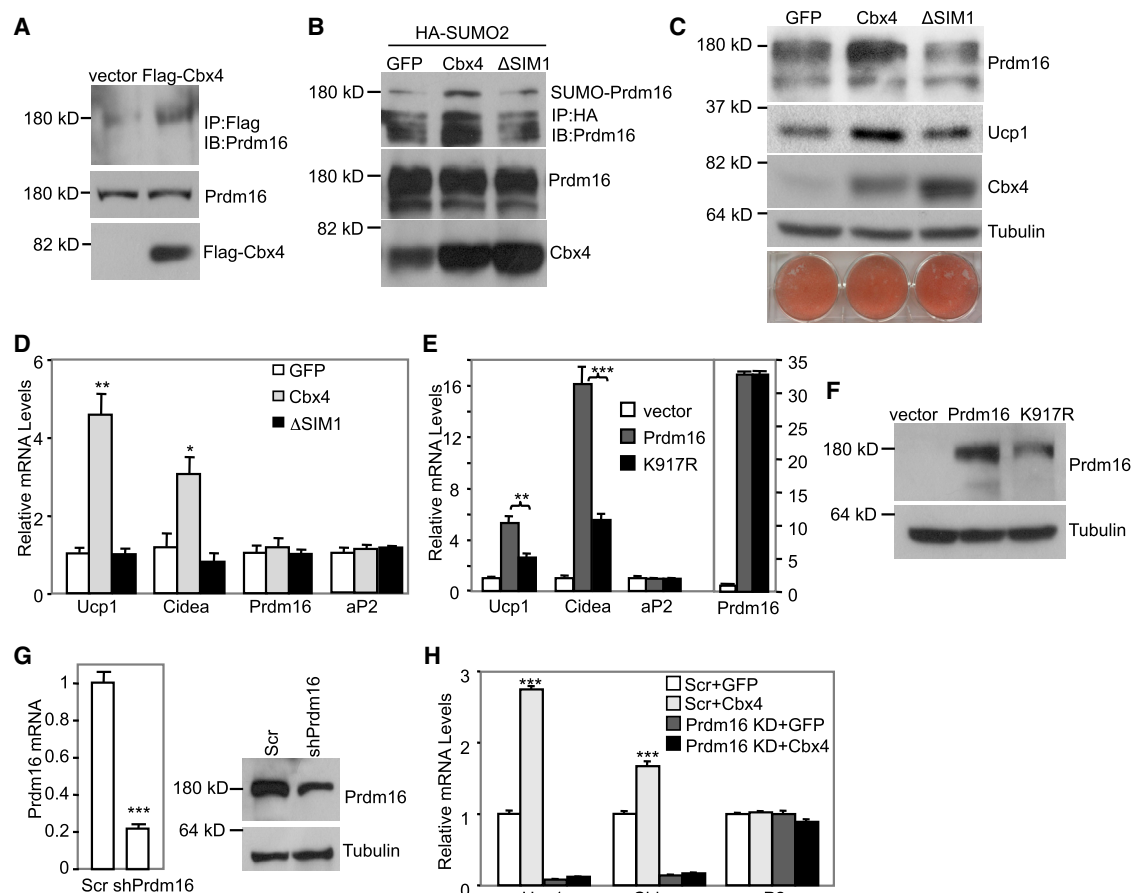 A
vector Flag-Cbx4
180 kD
IP:Flag
IB:Prdm16
180 kD
Prdm16
82 kD
Flag-Cbx4
B
HA-SUMO2
GFP Cbx4 ΔSIM1
180 kD
SUMO-Prdm16
IP:HA
IB:Prdm16
180 kD
Prdm16
82 kD
Cbx4
C
GFP Cbx4 ΔSIM1
180 kD
Prdm16
37 kD
Ucp1
82 kD
Cbx4
64 kD
Tubulin
D
Relative mRNA Levels
6
4
2
0
GFP
Cbx4
ΔSIM1
**
*
Ucp1 Cidea Prdm16 aP2
E
Relative mRNA Levels
16
12
8
4
0
vector
Prdm16
K917R
**
***
35
30
25
20
15
10
5
0
Ucp1 Cidea aP2 Prdm16
F
vector Prdm16 K917R
180 kD
Prdm16
64 kD
Tubulin
G
Prdm16 mRNA
1
0.8
0.6
0.4
0.2
0
***
Scr shPrdm16
Scr shPrdm16
180 kD
Prdm16
64 kD
Tubulin
H
Relative mRNA Levels
3
2
1
0
Scr+GFP
Scr+Cbx4
Prdm16 KD+GFP
Prdm16 KD+Cbx4
***
***